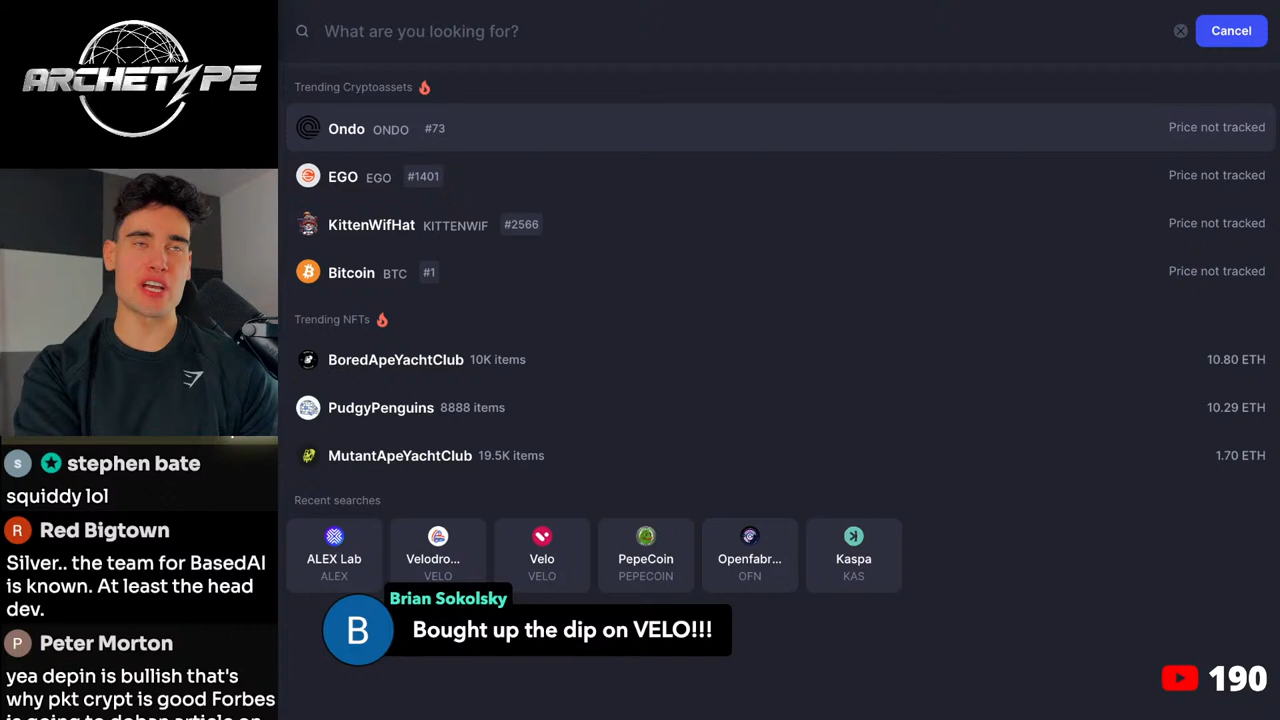 ARCHETYPE
What are you looking for?
Cancel
Trending Cryptoassets
Ondo ONDO #73 Price not tracked
EGO EGO #1401 Price not tracked
KittenWifHat KITTENWIF #2566 Price not tracked
Bitcoin BTC #1 Price not tracked
Trending NFTs
BoredApeYachtClub 10K items 10.80 ETH
PudgyPenguins 8888 items 10.29 ETH
MutantApeYachtClub 19.5K items 1.70 ETH
Recent searches
ALEX Lab Velodro... Velo PepeCoin Openfabr... Kaspa
ALEX VELO VELO PEPECOIN OFN KAS
Brian Sokolsky
B Bought up the dip on VELO!!!
190
s stephen bate
squiddy lol
R Red Bigtown
Silver.. the team for BasedAI
is known. At least the head
dev.
P Peter Morton
yea depin is bullish that's
why pkt crypt is good Forbes
is going to